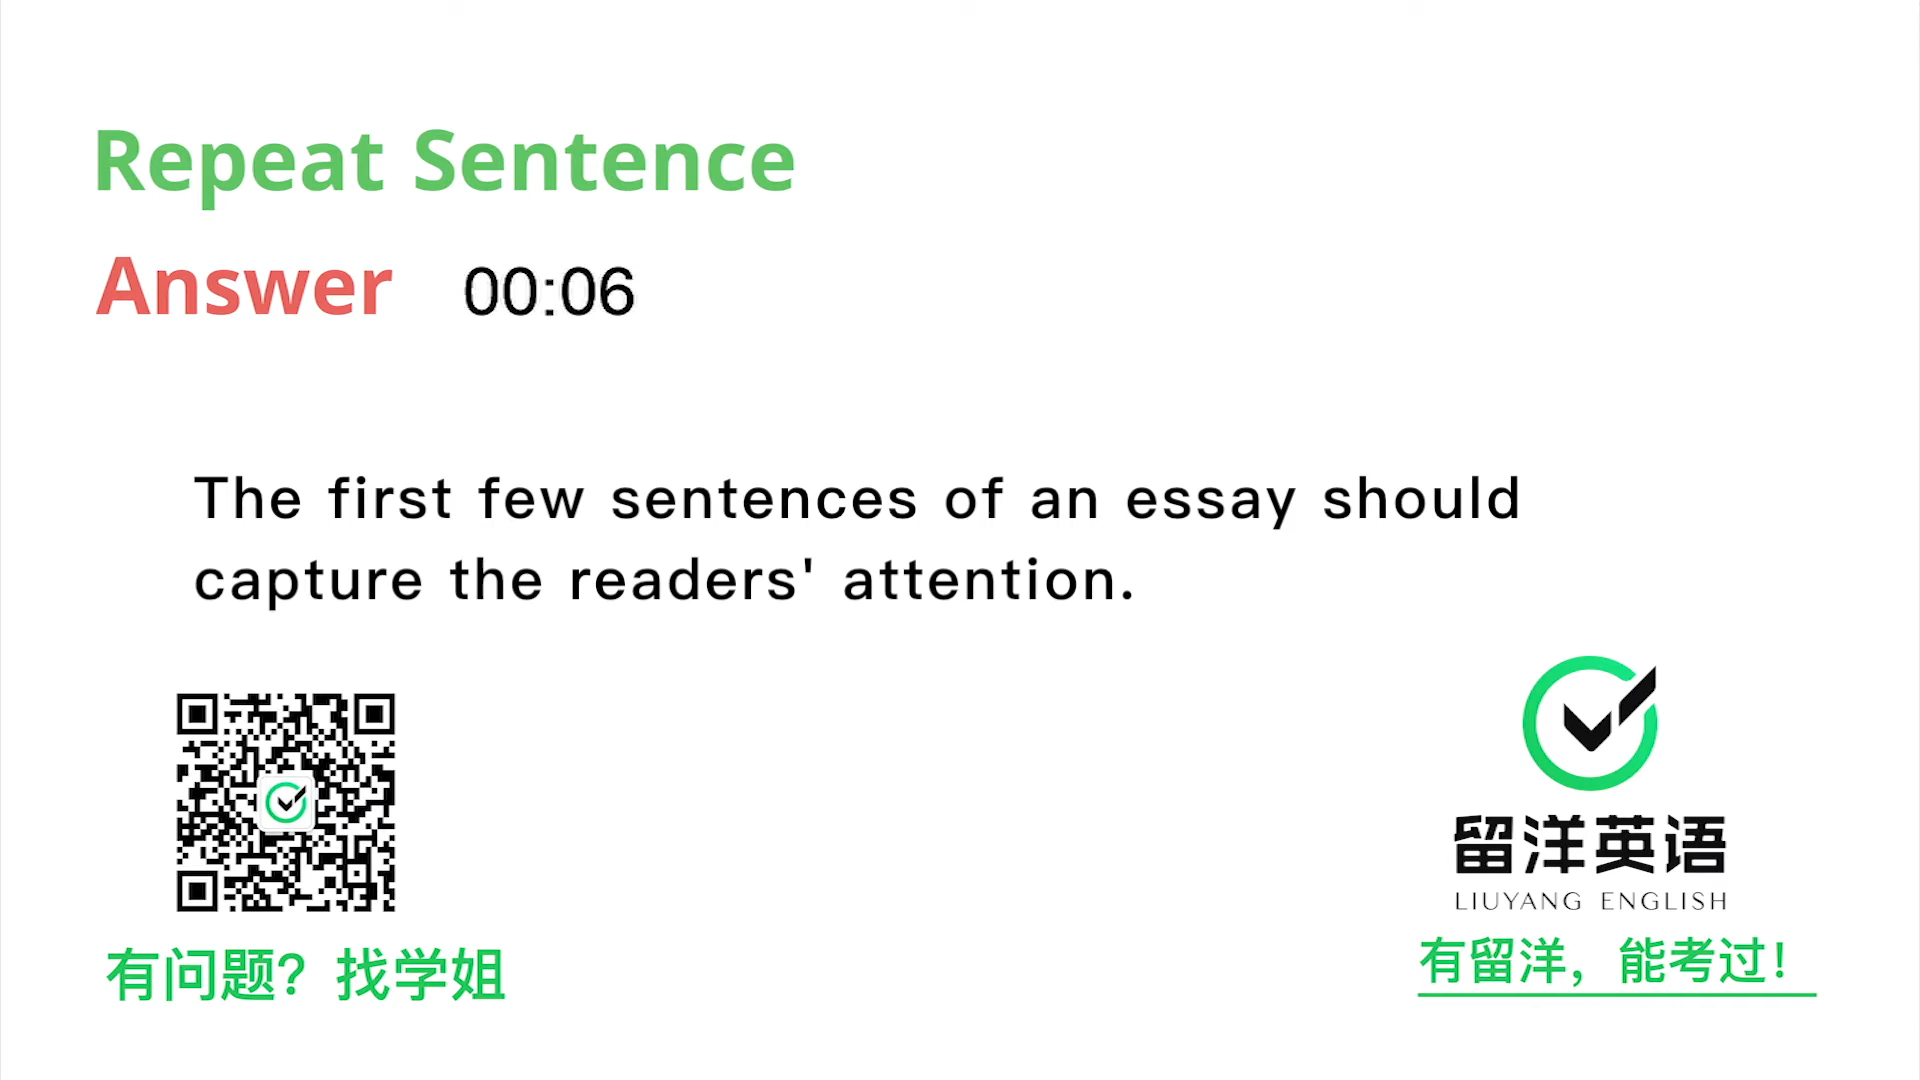 Repeat Sentence
Answer 00:06
The first few sentences of an essay should
capture the readers' attention.
留洋英语
LIUYANG ENGLISH
有问题？找学姐
有留洋，能考过！